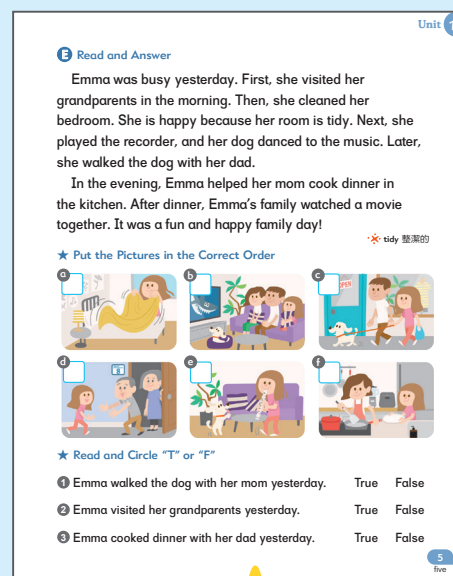 Unit
E Read and Answer
Emma was busy yesterday. First, she visited her
grandparents in the morning. Then, she cleaned her
bedroom. She is happy because her room is tidy. Next, she
played the recorder, and her dog danced to the music. Later,
she walked the dog with her dad.
In the evening, Emma helped her mom cook dinner in
the kitchen. After dinner, Emma's family watched a movie
together. It was a fun and happy family day!
tidy 整潔的
★ Put the Pictures in the Correct Order
a
b
c
OPEN
d
e
f
★ Read and Circle “T” or “F”
1 Emma walked the dog with her mom yesterday. True False
2 Emma visited her grandparents yesterday. True False
3 Emma cooked dinner with her dad yesterday. True False
5
five